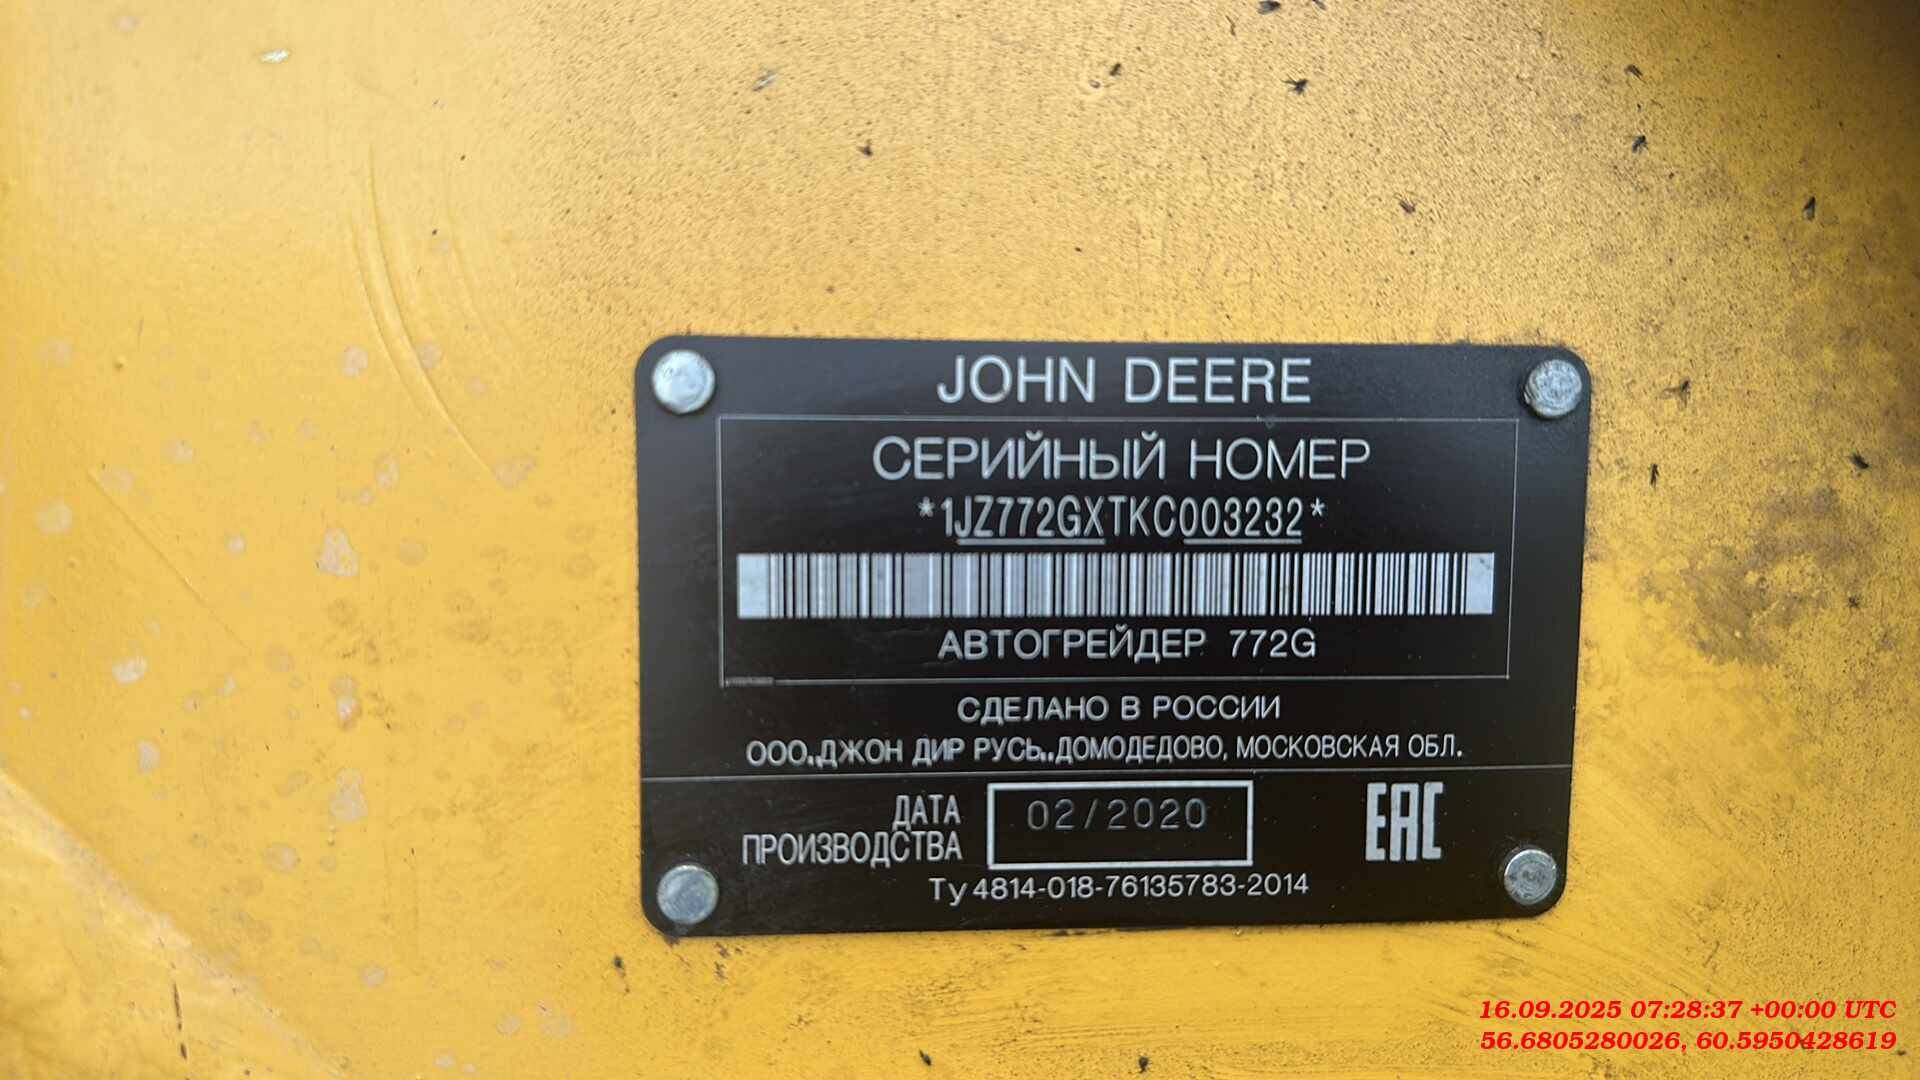 JOHN DEERE
СЕРИЙНЫЙ НОМЕР
*1JZ772GXTKC003232*
АВТОГРЕЙДЕР 772G
СДЕЛАНО В РОССИИ
ООО„ДЖОН ДИР РУСЬ„ДОМОДЕДОВО, МОСКОВСКАЯ ОБЛ.
ДАТА
ПРОИЗВОДСТВА
02/2020
EAC
Ту 4814-018-76135783-2014
16.09.2025 07:28:37 +00:00 UTC
56.6805280026, 60.5950428619